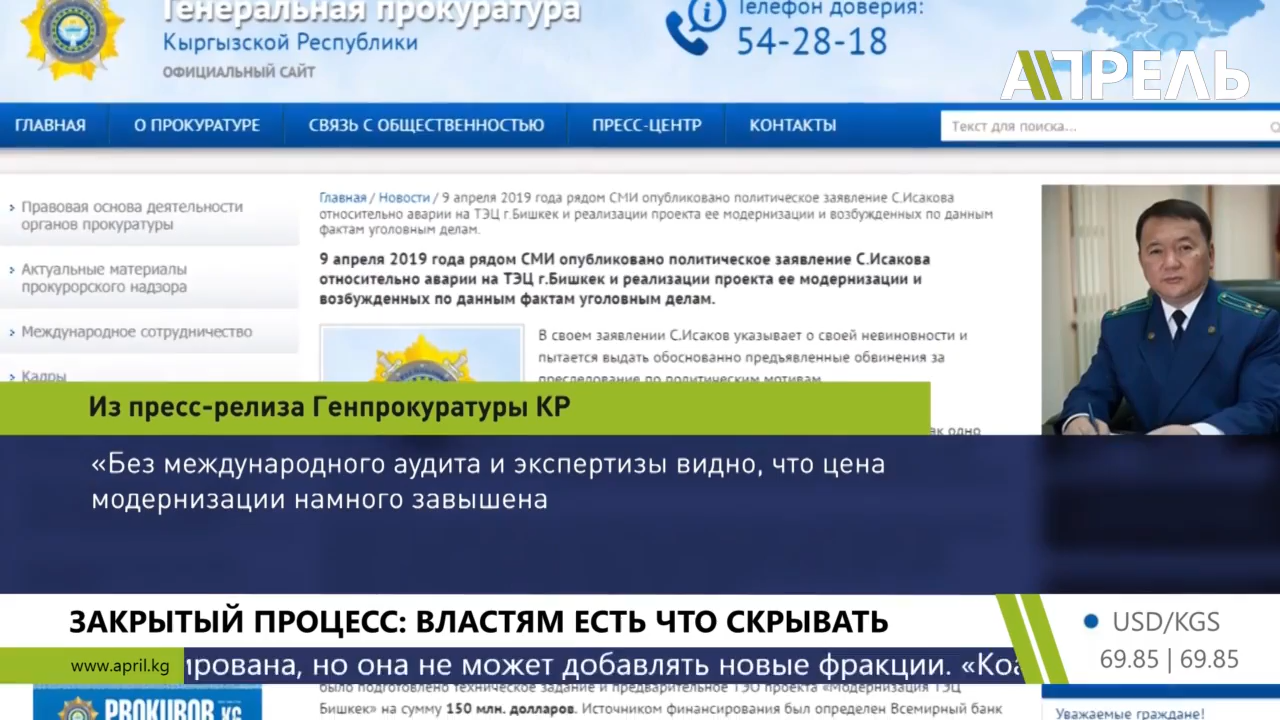 Генеральная прокуратура
Кыргызской Республики
ОФИЦИАЛЬНЫЙ САЙТ
Телефон доверия:
54-28-18
АПРЕЛЬ
ГЛАВНАЯ
О ПРОКУРАТУРЕ
СВЯЗЬ С ОБЩЕСТВЕННОСТЬЮ
ПРЕСС-ЦЕНТР
КОНТАКТЫ
Текст для поиска...
Правовая основа деятельности
органов прокуратуры
Актуальные материалы
прокурорского надзора
Международное сотрудничество
Кадры
Главная / Новости / 9 апреля 2019 года рядом СМИ опубликовано политическое заявление С.Исакова
относительно аварии на ТЭЦ г.Бишкек и реализации проекта ее модернизации и возбужденных по данным
фактам уголовным делам.
9 апреля 2019 года рядом СМИ опубликовано политическое заявление С.Исакова
относительно аварии на ТЭЦ г.Бишкек и реализации проекта ее модернизации и
возбужденных по данным фактам уголовным делам.
В своем заявлении С.Исаков указывает о своей невиновности и
пытается выдать обоснованно предъявленные обвинения за
преследование по политическим мотивам.
ак одно
Из пресс-релиза Генпрокуратуры КР
«Без международного аудита и экспертизы видно, что цена
модернизации намного завышена
ЗАКРЫТЫЙ ПРОЦЕСС: ВЛАСТЯМ ЕСТЬ ЧТО СКРЫВАТЬ
USD/KGS
69.85 | 69.85
www.april.kg
ирована, но она не может добавлять новые фракции. «Коа
было подготовлено техническое задание и предварительное ТЭО проекта «Модернизация ТЭЦ
Бишкек» на сумму 150 млн. долларов. Источником финансирования был определен Всемирный банк
PROKUROR.KG
Уважаемые граждане!